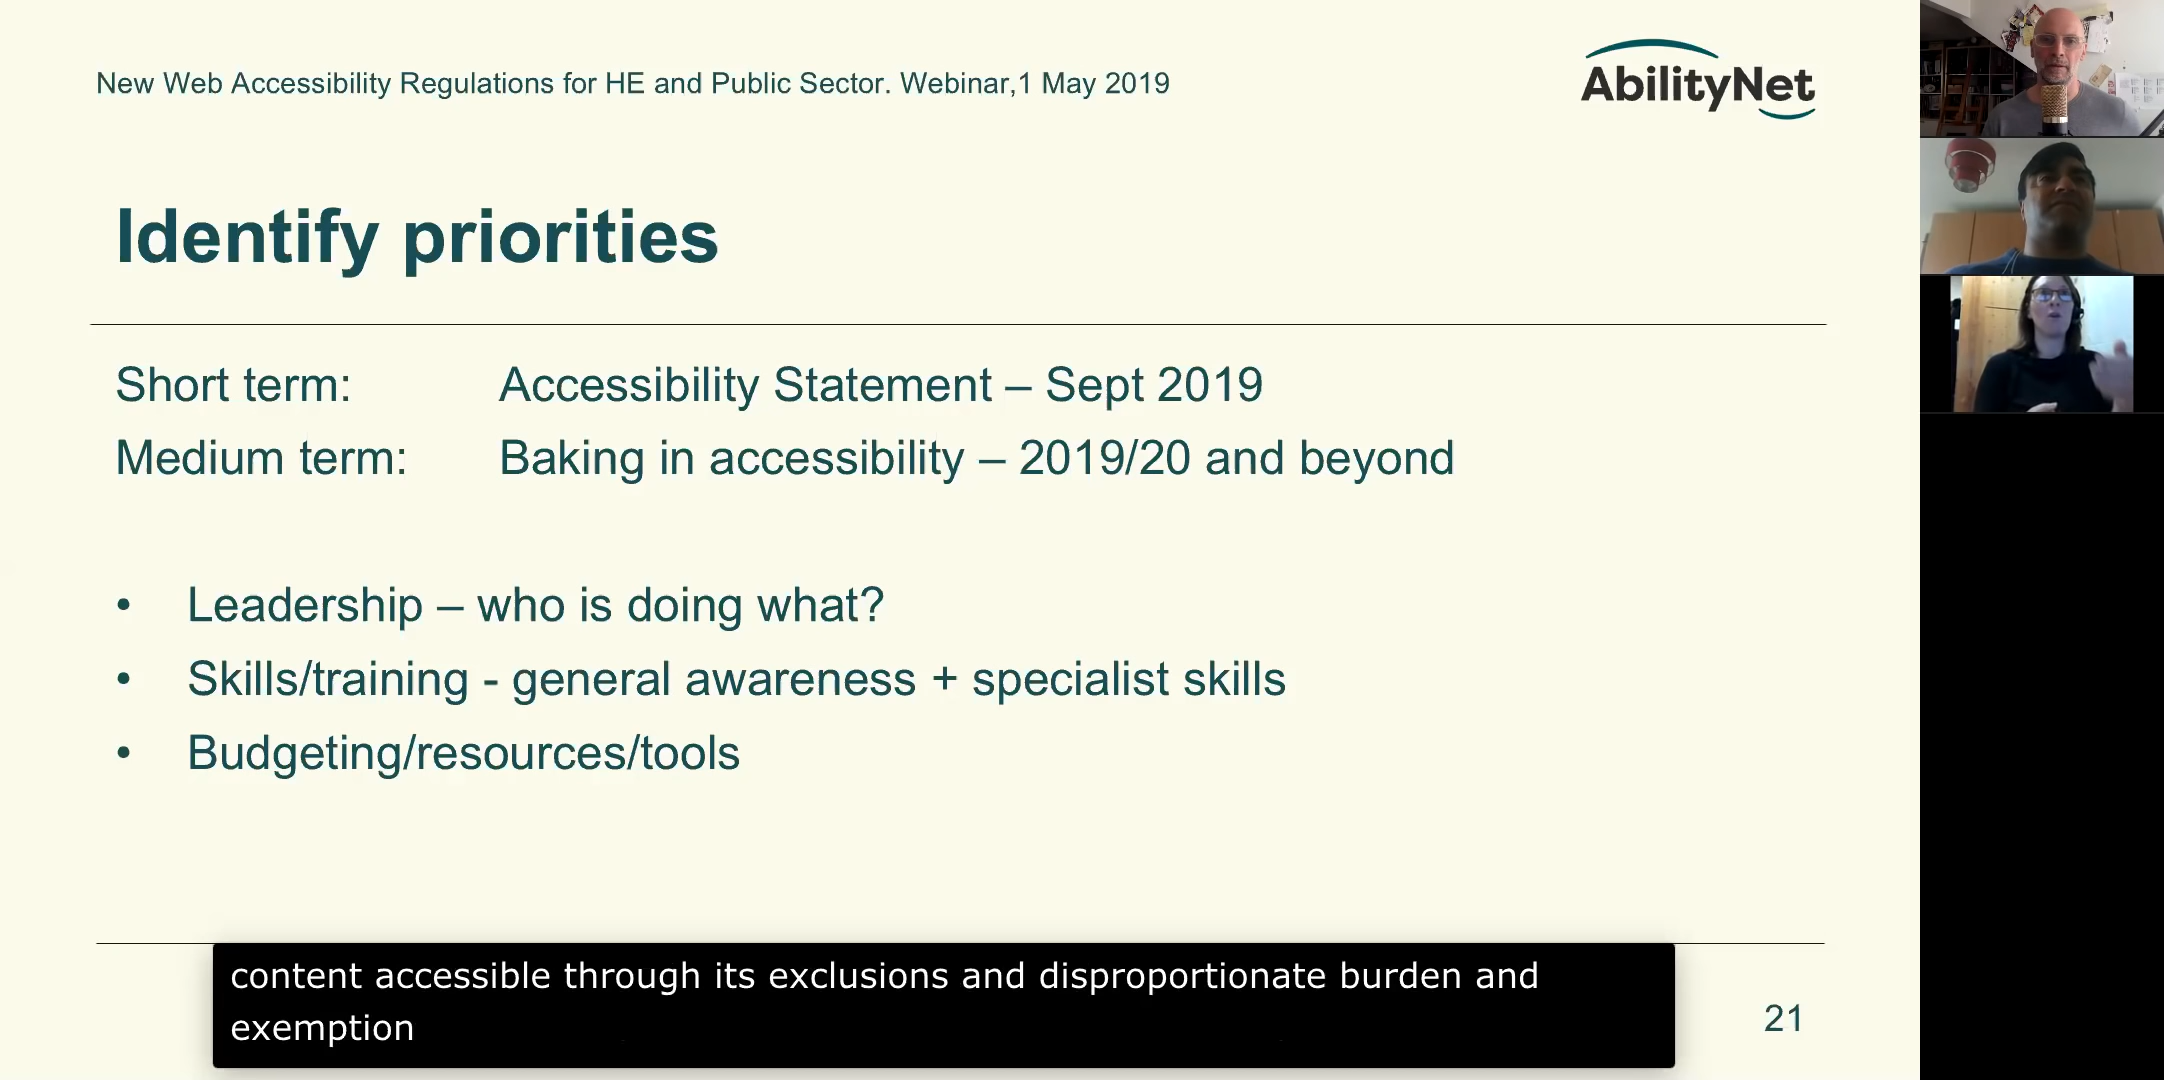 New Web Accessibility Regulations for HE and Public Sector. Webinar,1 May 2019
AbilityNet
Identify priorities
Short term: Accessibility Statement – Sept 2019
Medium term: Baking in accessibility – 2019/20 and beyond
• Leadership – who is doing what?
• Skills/training - general awareness + specialist skills
• Budgeting/resources/tools
content accessible through its exclusions and disproportionate burden and
exemption
21